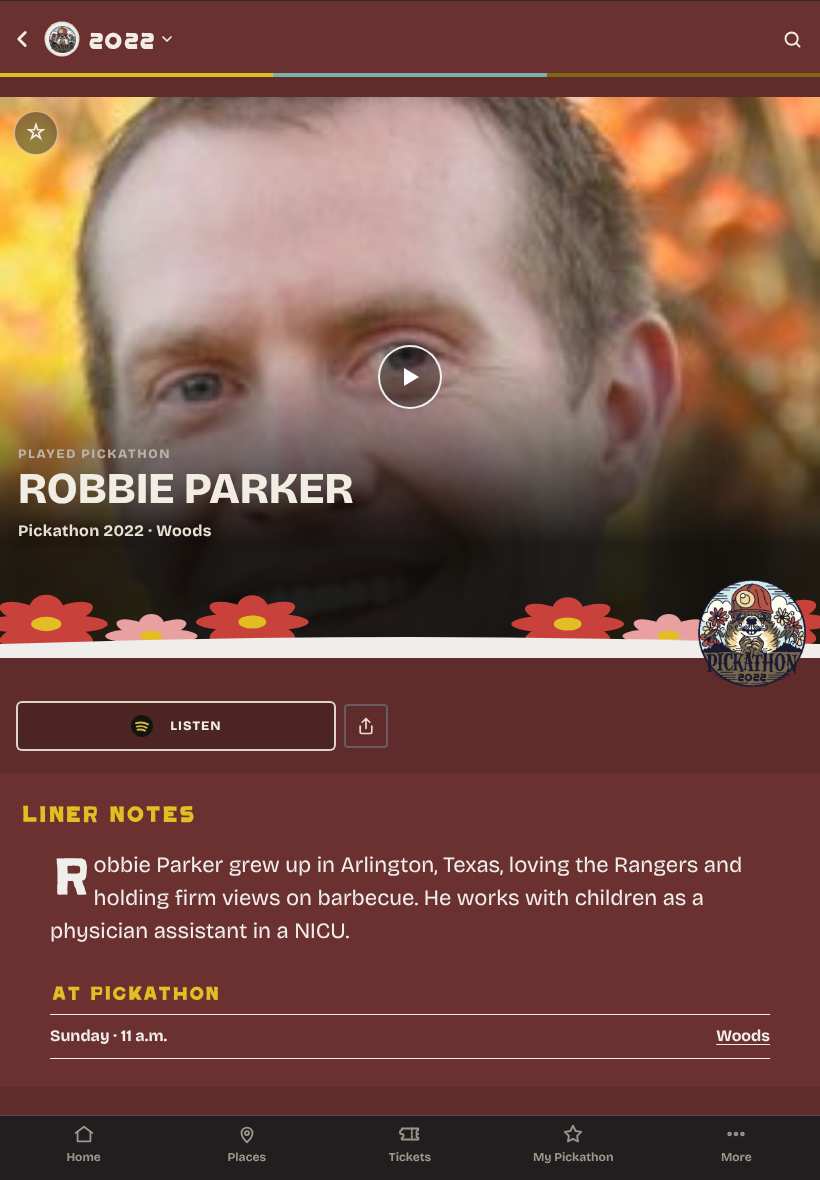 2022
PLAYED PICKATHON
ROBBIE PARKER
Pickathon 2022 · Woods
PICKATHON
2022
LISTEN
LINER NOTES
Robbie Parker grew up in Arlington, Texas, loving the Rangers and
holding firm views on barbecue. He works with children as a
physician assistant in a NICU.
AT PICKATHON
Sunday · 11 a.m.
Woods
Home
Places
Tickets
My Pickathon
More